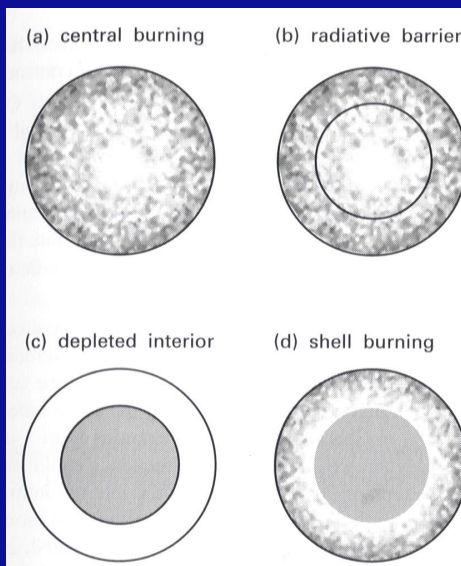 (a) central burning
(b) radiative barrier
(c) depleted interior
(d) shell burning